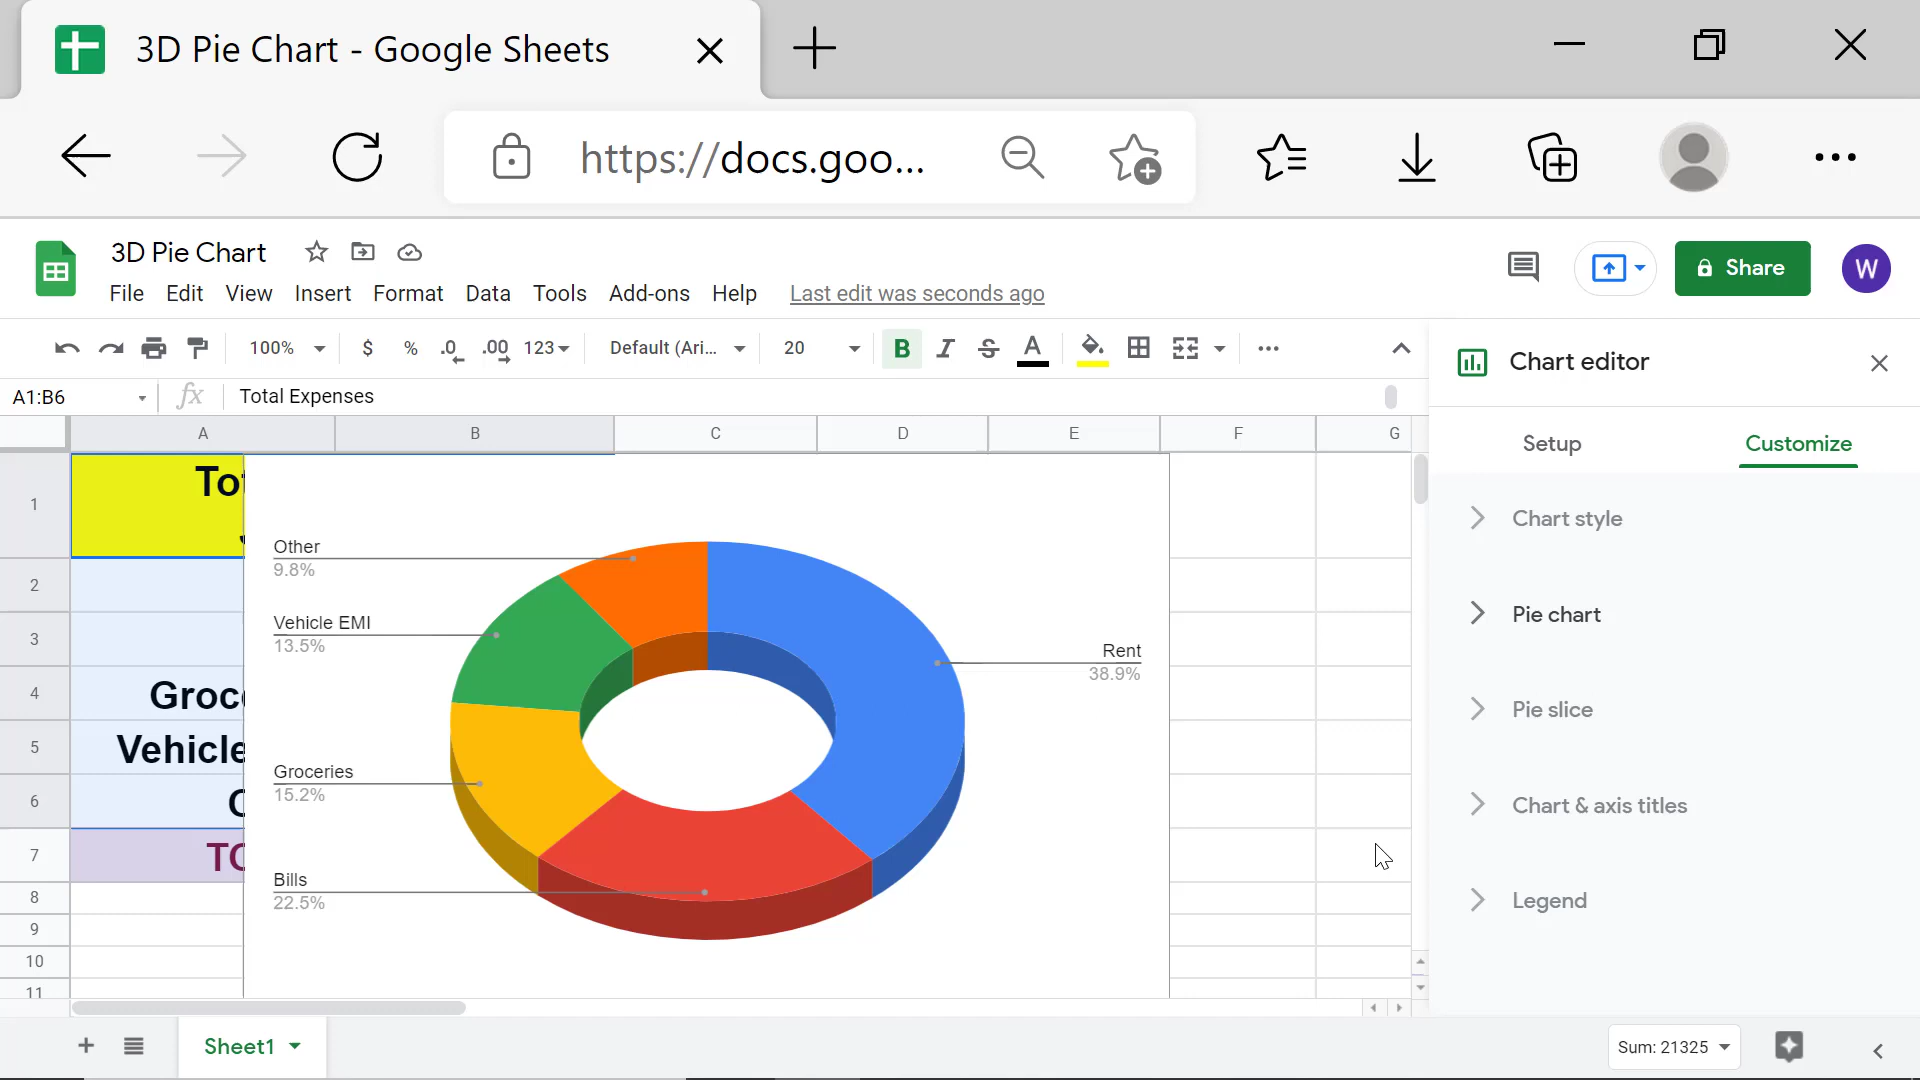 3D Pie Chart - Google Sheets
https://docs.goo...
3D Pie Chart
File Edit View Insert Format Data Tools Add-ons Help Last edit was seconds ago
Share
W
100% $ % .0 .00 123 Default (Ari... 20 B I S A
Chart editor
A1:B6 fx Total Expenses
Setup Customize
A B C D E F G
1
2
3
4 Groc
5 Vehicle
6
7
8
9
10
11
Other
9.8%
Vehicle EMI
13.5%
Rent
38.9%
Groceries
15.2%
Bills
22.5%
Chart style
Pie chart
Pie slice
Chart & axis titles
Legend
Sheet1
Sum: 21325